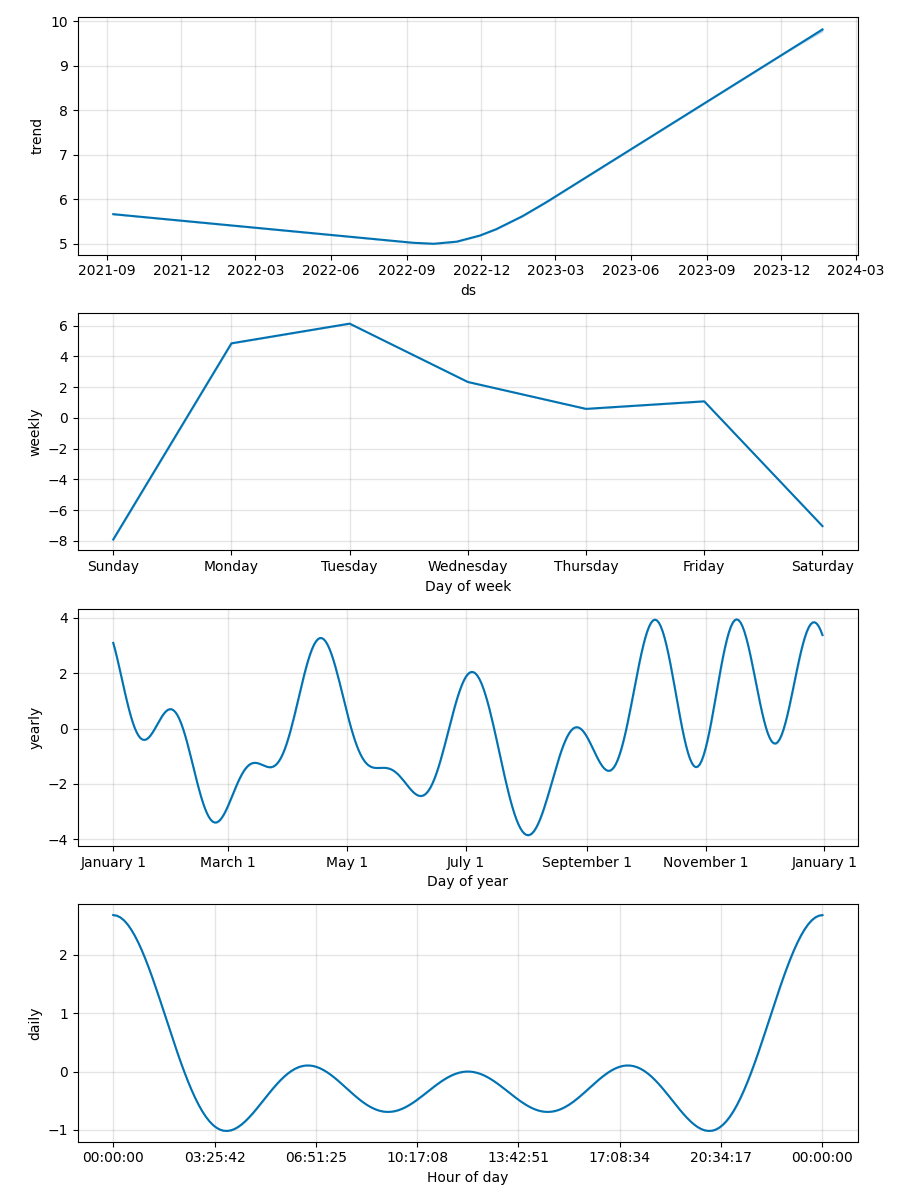 10
9
8
7
6
5
trend
2021-09 2021-12 2022-03 2022-06 2022-09 2022-12 2023-03 2023-06 2023-09 2023-12 2024-03
ds
6
4
2
0
−2
−4
−6
−8
weekly
Sunday Monday Tuesday Wednesday Thursday Friday Saturday
Day of week
4
2
0
−2
−4
yearly
January 1 March 1 May 1 July 1 September 1 November 1 January 1
Day of year
2
1
0
−1
daily
00:00:00 03:25:42 06:51:25 10:17:08 13:42:51 17:08:34 20:34:17 00:00:00
Hour of day